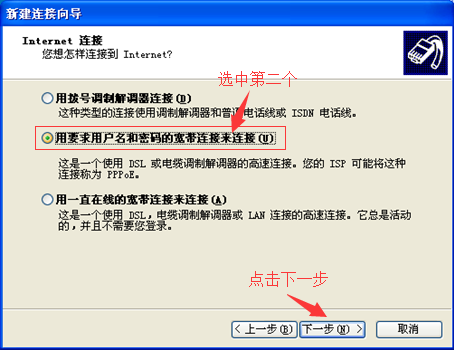 新建连接向导
Internet 连接
您想怎样连接到 Internet?
选中第二个
用拨号调制解调器连接(D)
这种类型的连接使用调制解调器和普通电话线或 ISDN 电话线。
用要求用户名和密码的宽带连接来连接(U)
这是一个使用 DSL 或电缆调制解调器的高速连接。您的 ISP 可能将这种
连接称为 PPPoE。
用一直在线的宽带连接来连接(A)
这是一个使用 DSL,电缆调制解调器或 LAN 连接的高速连接。它总是活动
的,并且不需要您登录。
点击下一步
<上一步(B)
下一步(N)>
取消